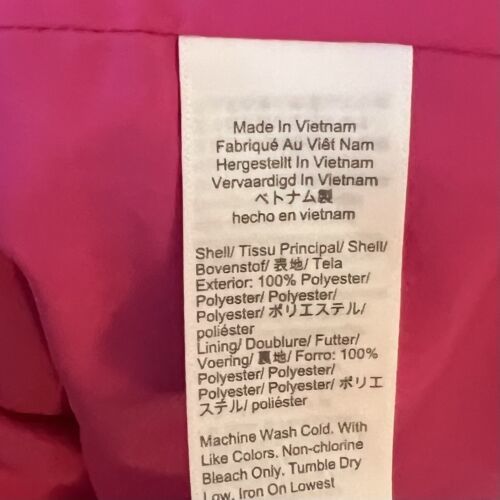 Made In Vietnam
Fabriqué Au Viêt Nam
Hergestellt In Vietnam
Vervaardigd In Vietnam
ベトナム製
hecho en vietnam
Shell/ Tissu Principal/ Shell/
Bovenstof/ 表地/ Tela
Exterior: 100% Polyester/
Polyester/ Polyester/
Polyester/ ポリエステル/
poliéster
Lining/ Doublure/ Futter/
Voering/ 裏地/ Forro: 100%
Polyester/ Polyester/
Polyester/ Polyester/ ポリエ
ステル/ poliéster
Machine Wash Cold. With
Like Colors. Non-chlorine
Bleach Only. Tumble Dry
Low. Iron On Lowest